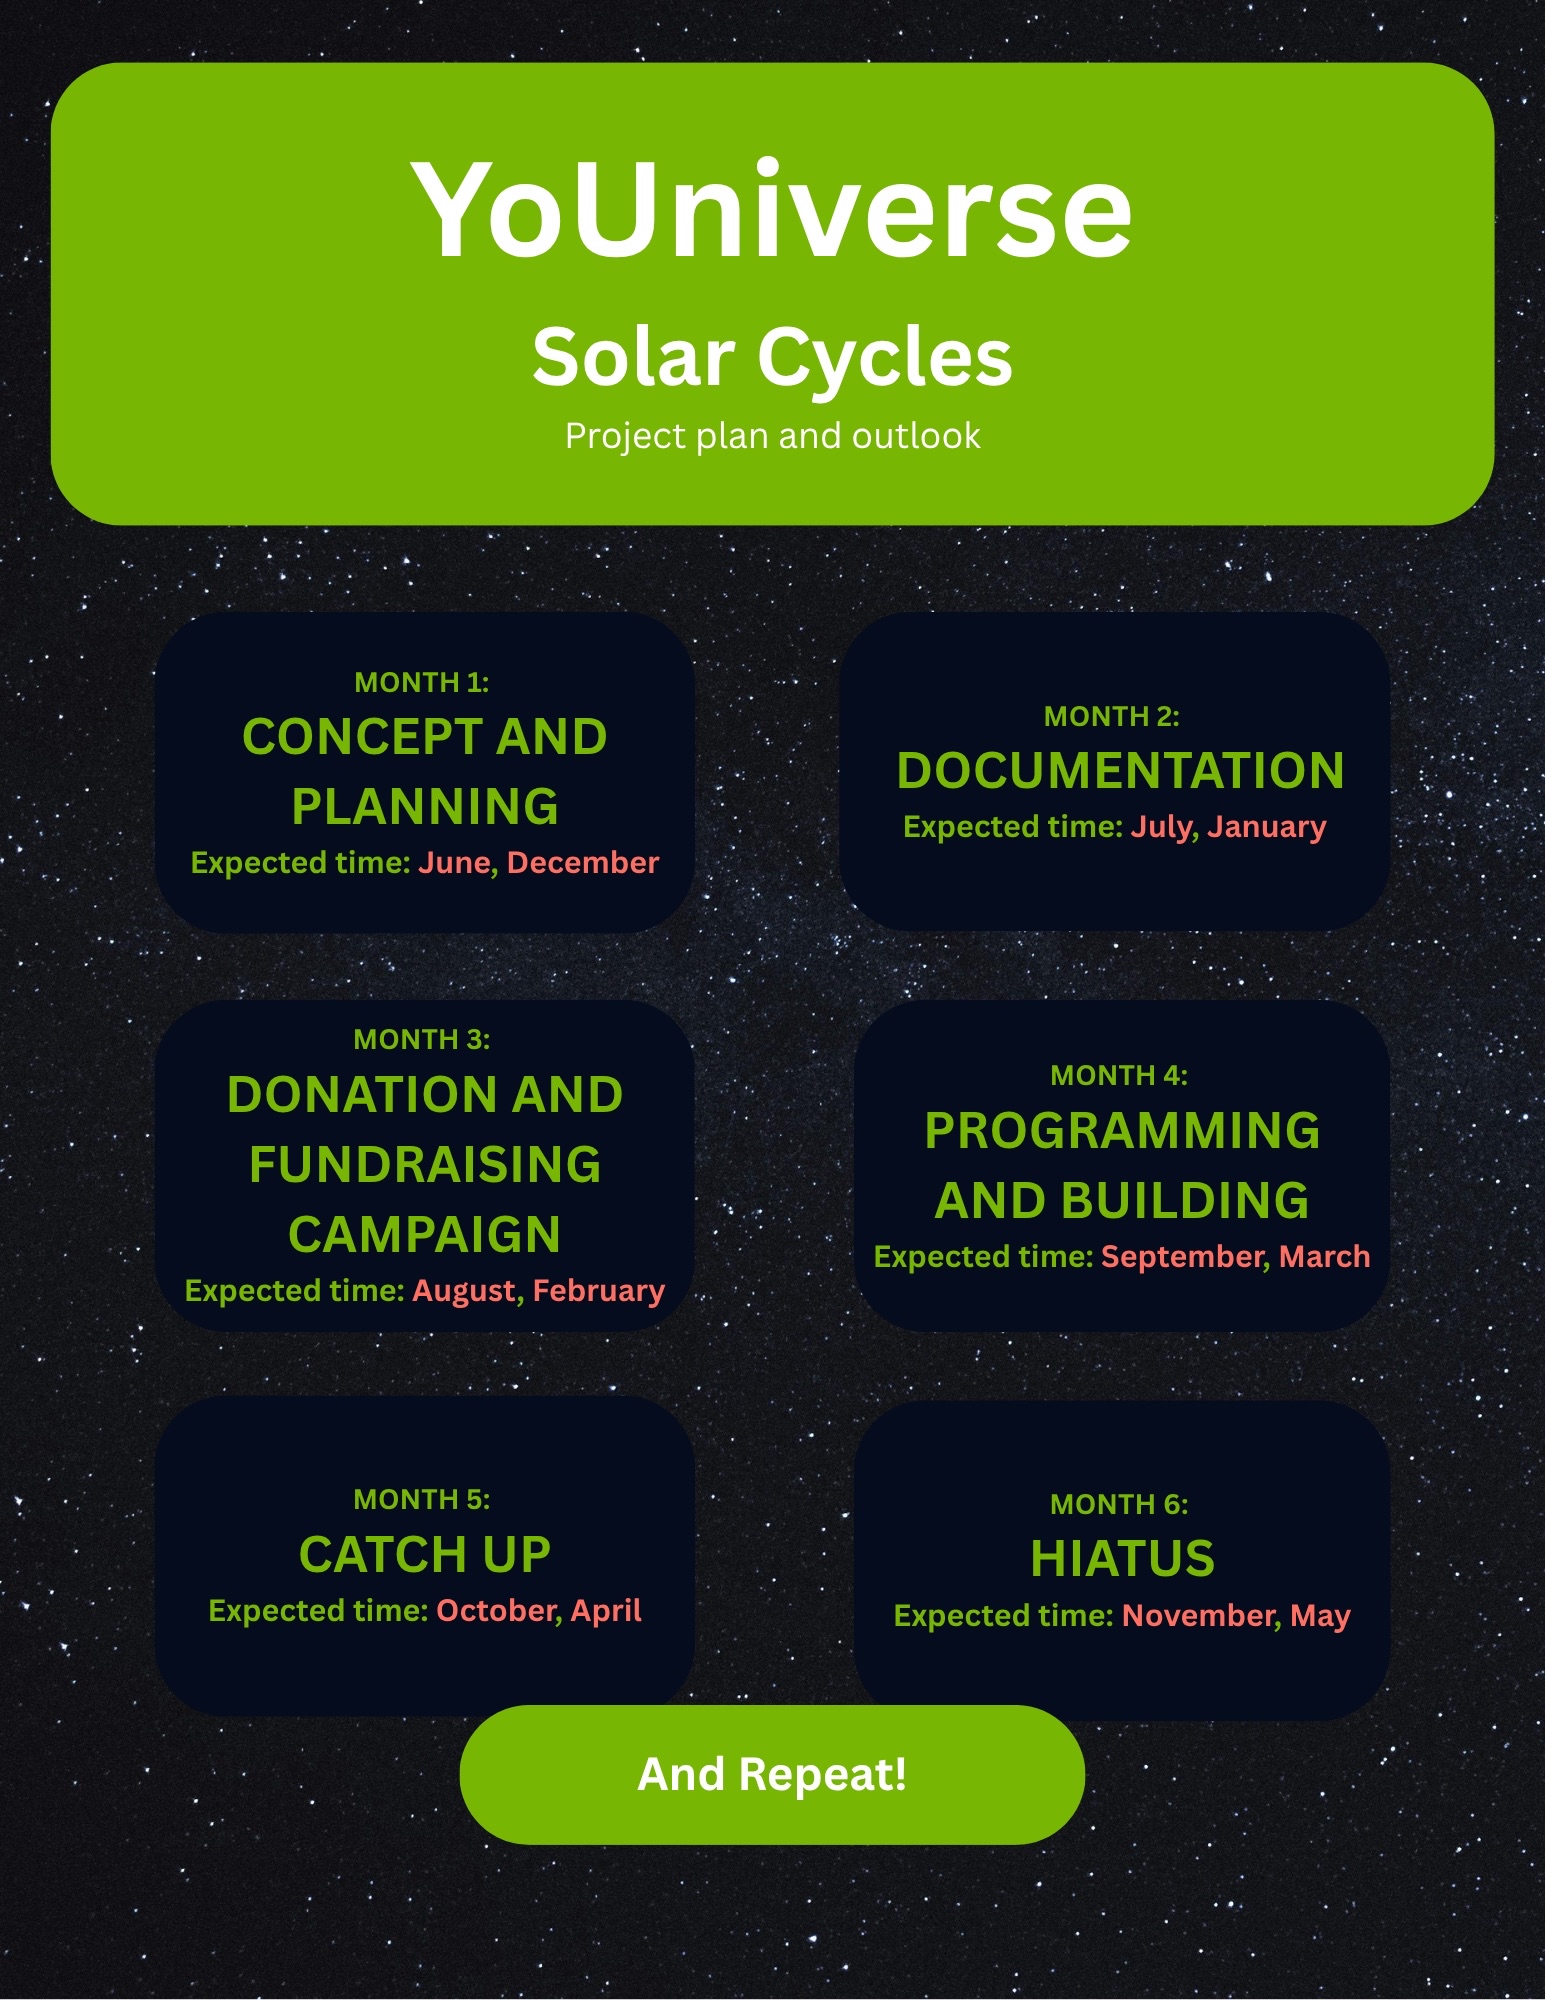 YoUniverse
Solar Cycles
Project plan and outlook
MONTH 1:
CONCEPT AND
PLANNING
Expected time: June, December
MONTH 2:
DOCUMENTATION
Expected time: July, January
MONTH 3:
DONATION AND
FUNDRAISING
CAMPAIGN
Expected time: August, February
MONTH 4:
PROGRAMMING
AND BUILDING
Expected time: September, March
MONTH 5:
CATCH UP
Expected time: October, April
MONTH 6:
HIATUS
Expected time: November, May
And Repeat!